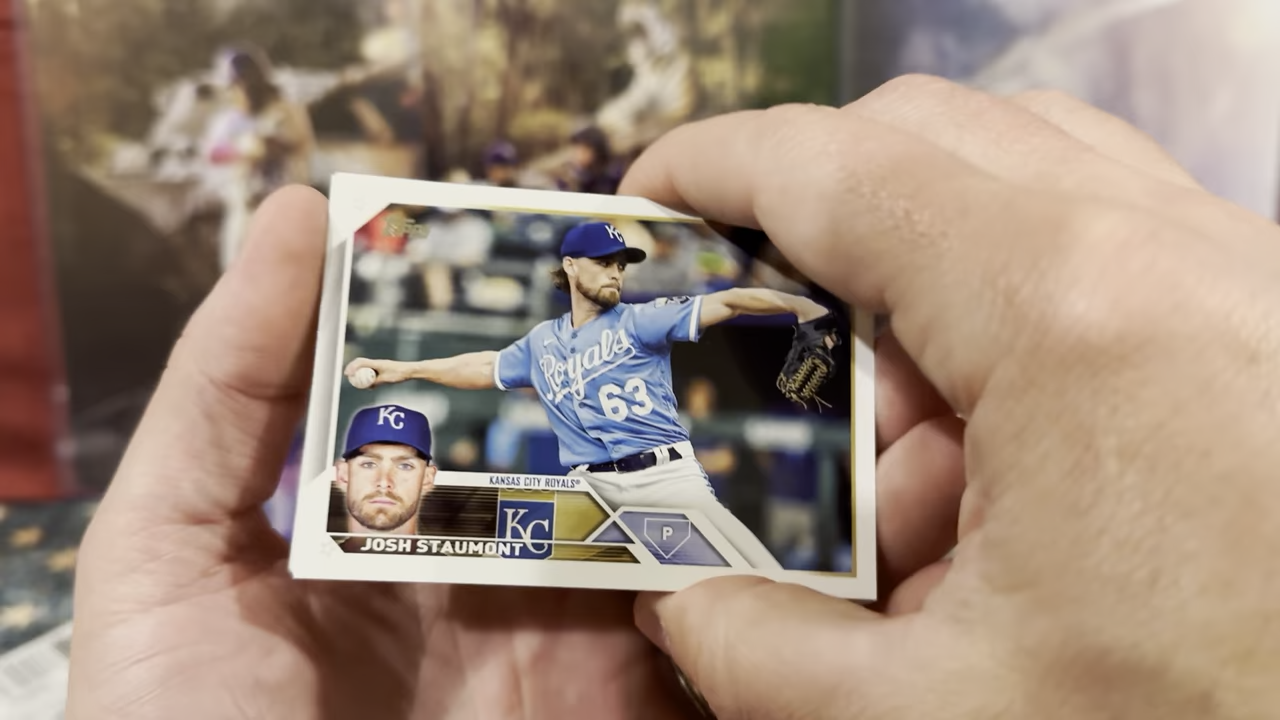 Topps
KC
Royals
63
KC
KANSAS CITY ROYALS®
KC
P
JOSH STAUMONT